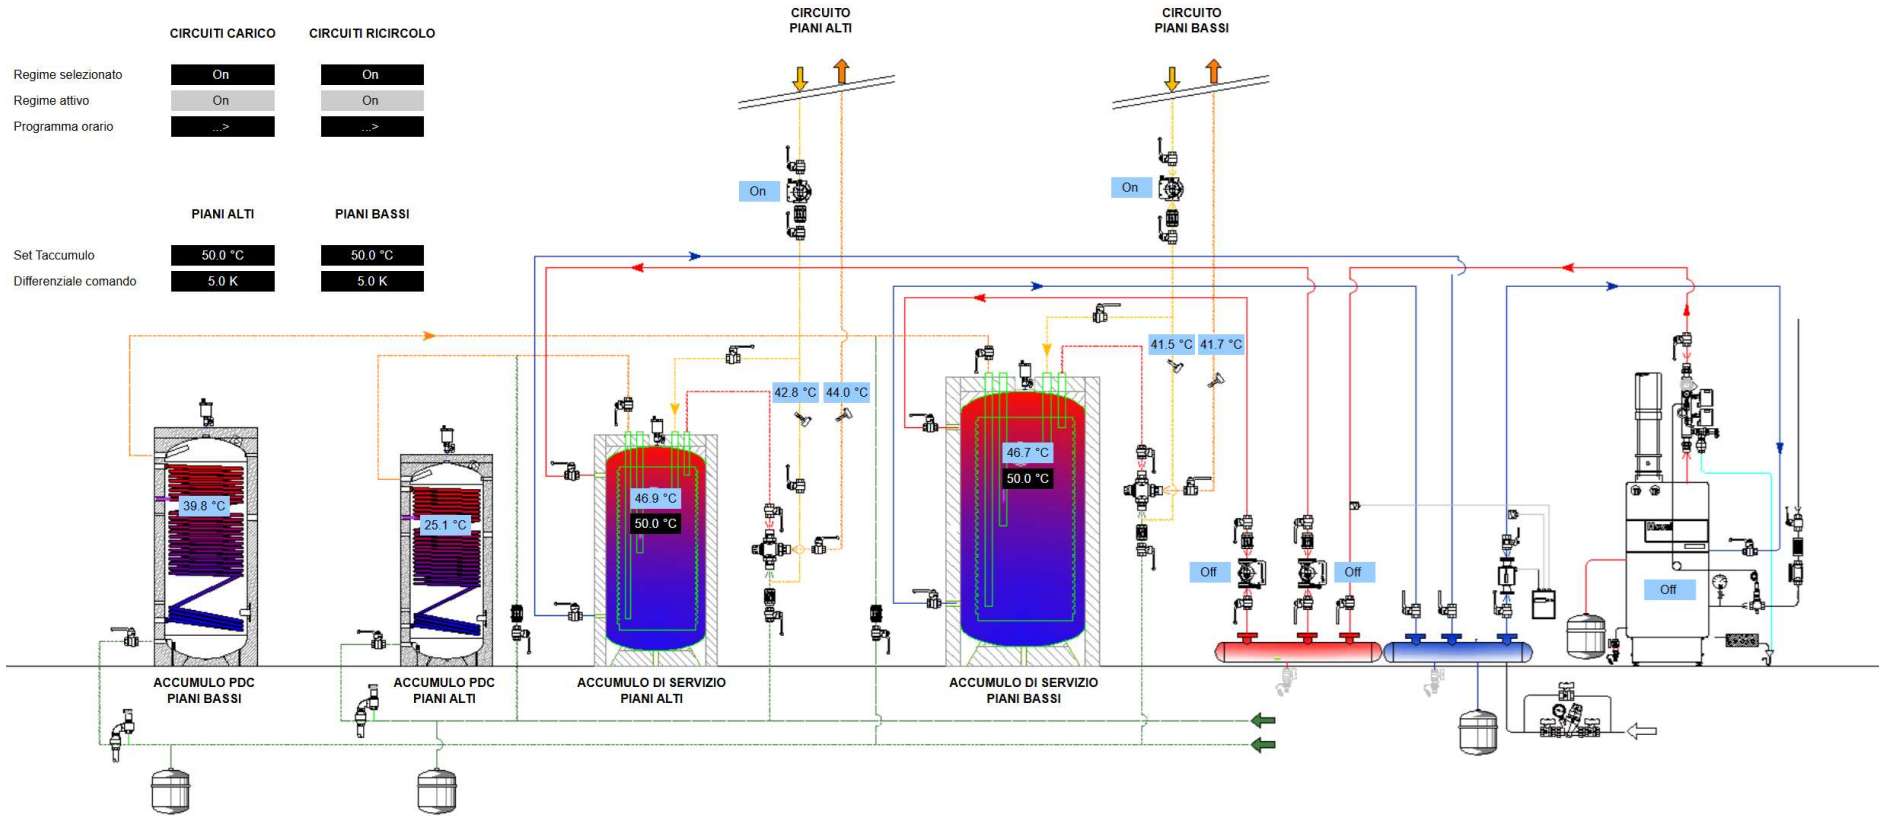 CIRCUITO
PIANI ALTI
CIRCUITO
PIANI BASSI
CIRCUITI CARICO
CIRCUITI RICIRCOLO
Regime selezionato
On
On
Regime attivo
On
On
Programma orario
...>
...>
On
On
PIANI ALTI
PIANI BASSI
Set Taccumulo
50.0 °C
50.0 °C
Differenziale comando
5.0 K
5.0 K
41.5 °C
41.7 °C
42.8 °C
44.0 °C
46.7 °C
50.0 °C
46.9 °C
50.0 °C
39.8 °C
25.1 °C
Hoval
Off
Off
Off
ACCUMULO PDC
PIANI BASSI
ACCUMULO PDC
PIANI ALTI
ACCUMULO DI SERVIZIO
PIANI ALTI
ACCUMULO DI SERVIZIO
PIANI BASSI